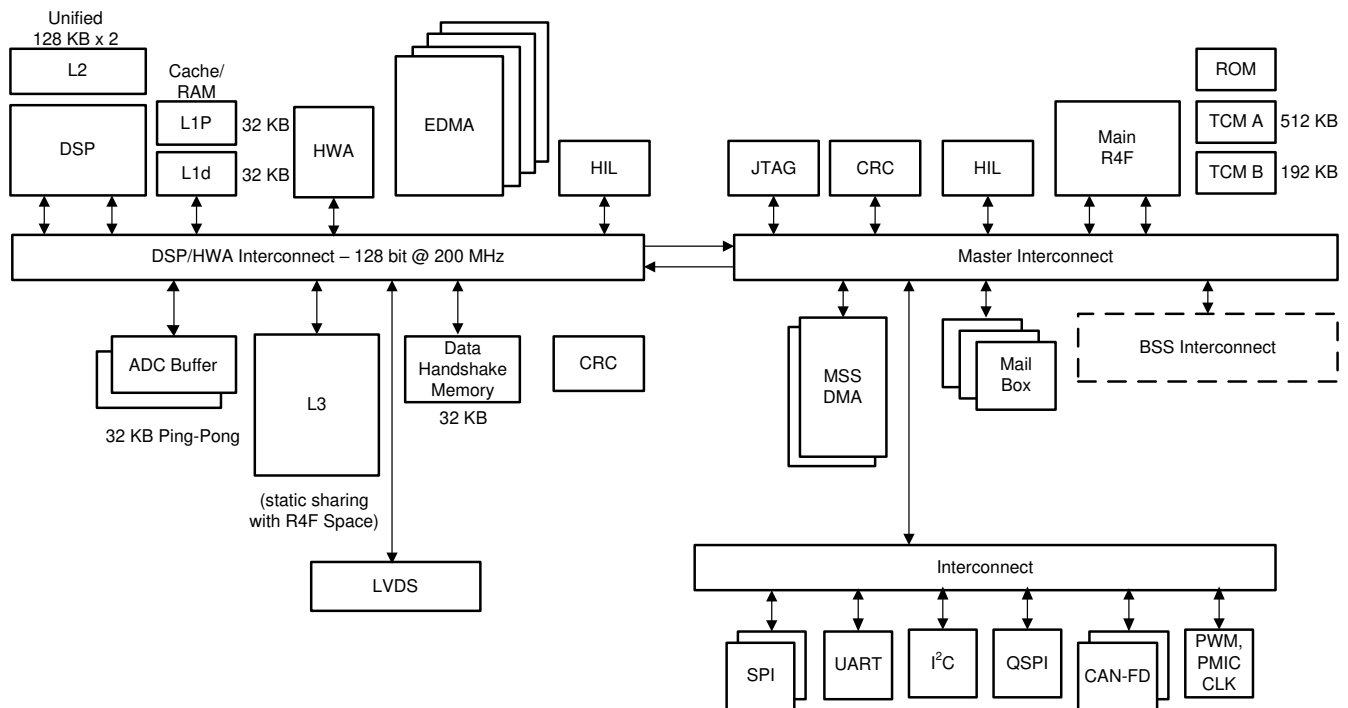 Unified
128 KB x 2
L2
Cache/
RAM
L1P
32 KB
L1d
32 KB
DSP
HWA
EDMA
HIL
JTAG
CRC
HIL
Main
R4F
ROM
TCM A
512 KB
TCM B
192 KB
DSP/HWA Interconnect – 128 bit @ 200 MHz
Master Interconnect
ADC Buffer
32 KB Ping-Pong
L3
(static sharing
with R4F Space)
Data
Handshake
Memory
32 KB
CRC
LVDS
MSS
DMA
Mail
Box
BSS Interconnect
Interconnect
SPI
UART
I²C
QSPI
CAN-FD
PWM,
PMIC
CLK